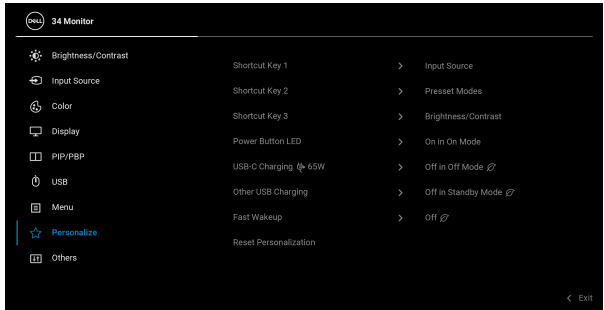 DELL 34 Monitor
Brightness/Contrast
Input Source
Color
Display
PIP/PBP
USB
Menu
Personalize
Others
Shortcut Key 1 > Input Source
Shortcut Key 2 > Presset Modes
Shortcut Key 3 > Brightness/Contrast
Power Button LED > On in On Mode
USB-C Charging 65W > Off in Off Mode
Other USB Charging > Off in Standby Mode
Fast Wakeup > Off
Reset Personalization
< Exit